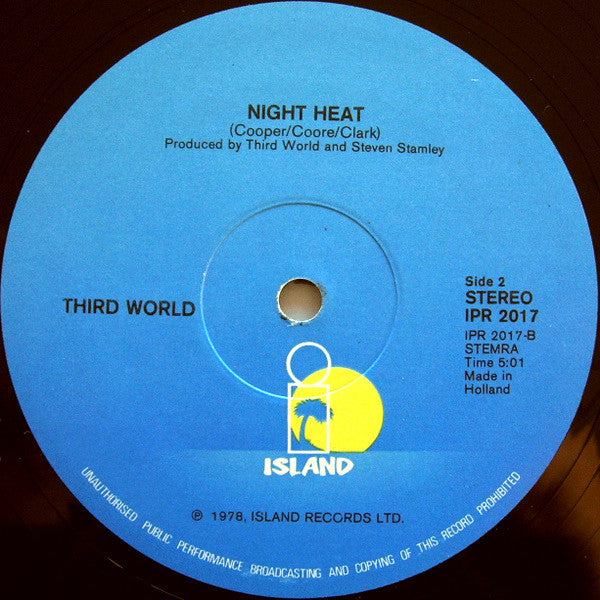 NIGHT HEAT
(Cooper/Coore/Clark)
Produced by Third World and Steven Stamley
THIRD WORLD
Side 2
STEREO
IPR 2017
IPR 2017-B
STEMRA
Time 5:01
Made in
Holland
ISLAND
℗ 1978, ISLAND RECORDS LTD.
UNAUTHORISED PUBLIC PERFORMANCE, BROADCASTING AND COPYING OF THIS RECORD PROHIBITED